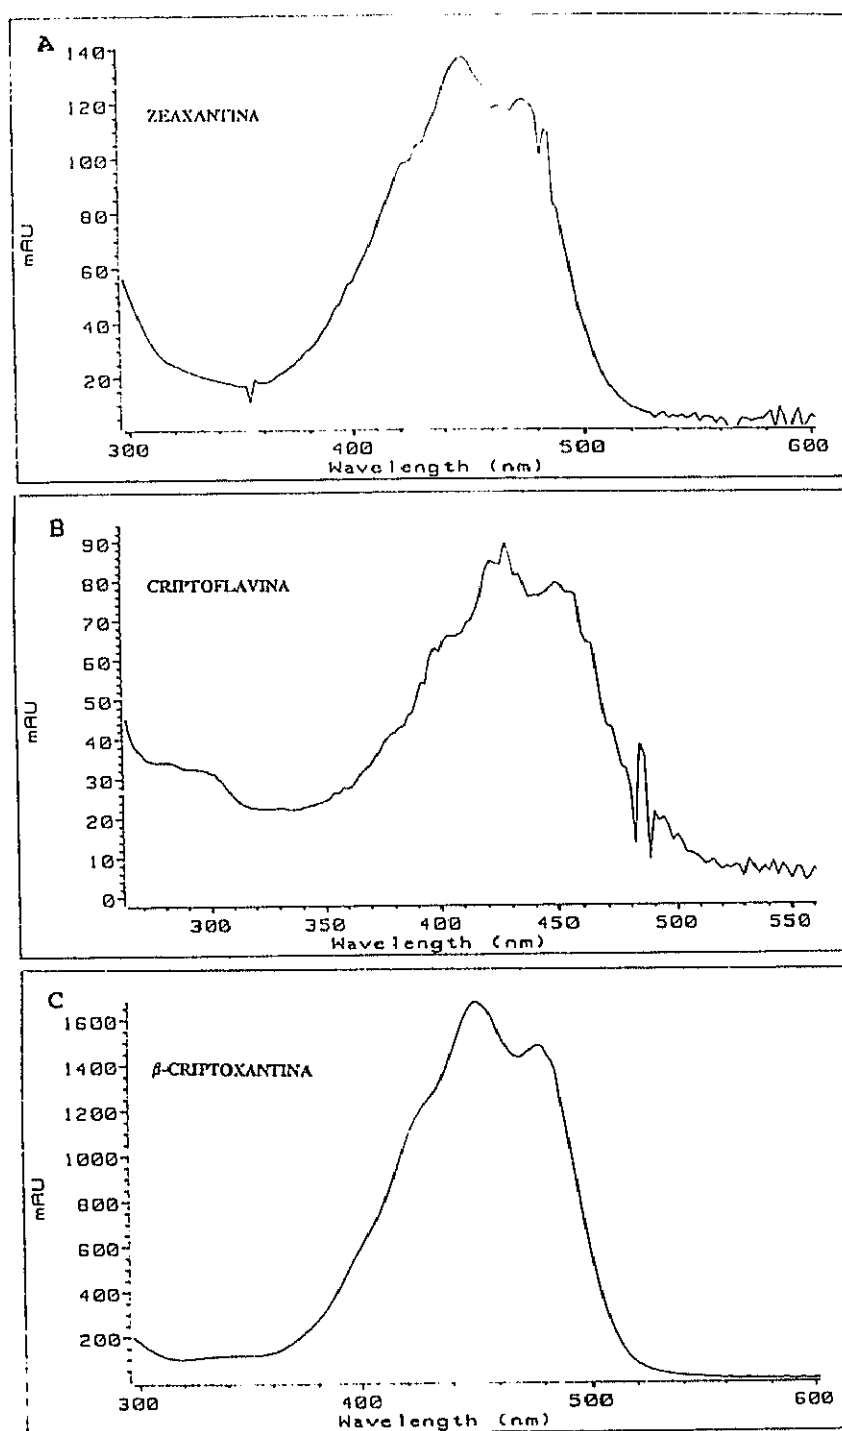 A
140
120
100
80
60
40
20
mAU
ZEAXANTINA
300 400 500 600
Wavelength (nm)
B
90
80
70
60
50
40
30
20
10
0
mAU
CRIPTOFLAVINA
300 350 400 450 500 550
Wavelength (nm)
C
1600
1400
1200
1000
800
600
400
200
mAU
β-CRIPTOXANTINA
300 400 500 600
Wavelength (nm)